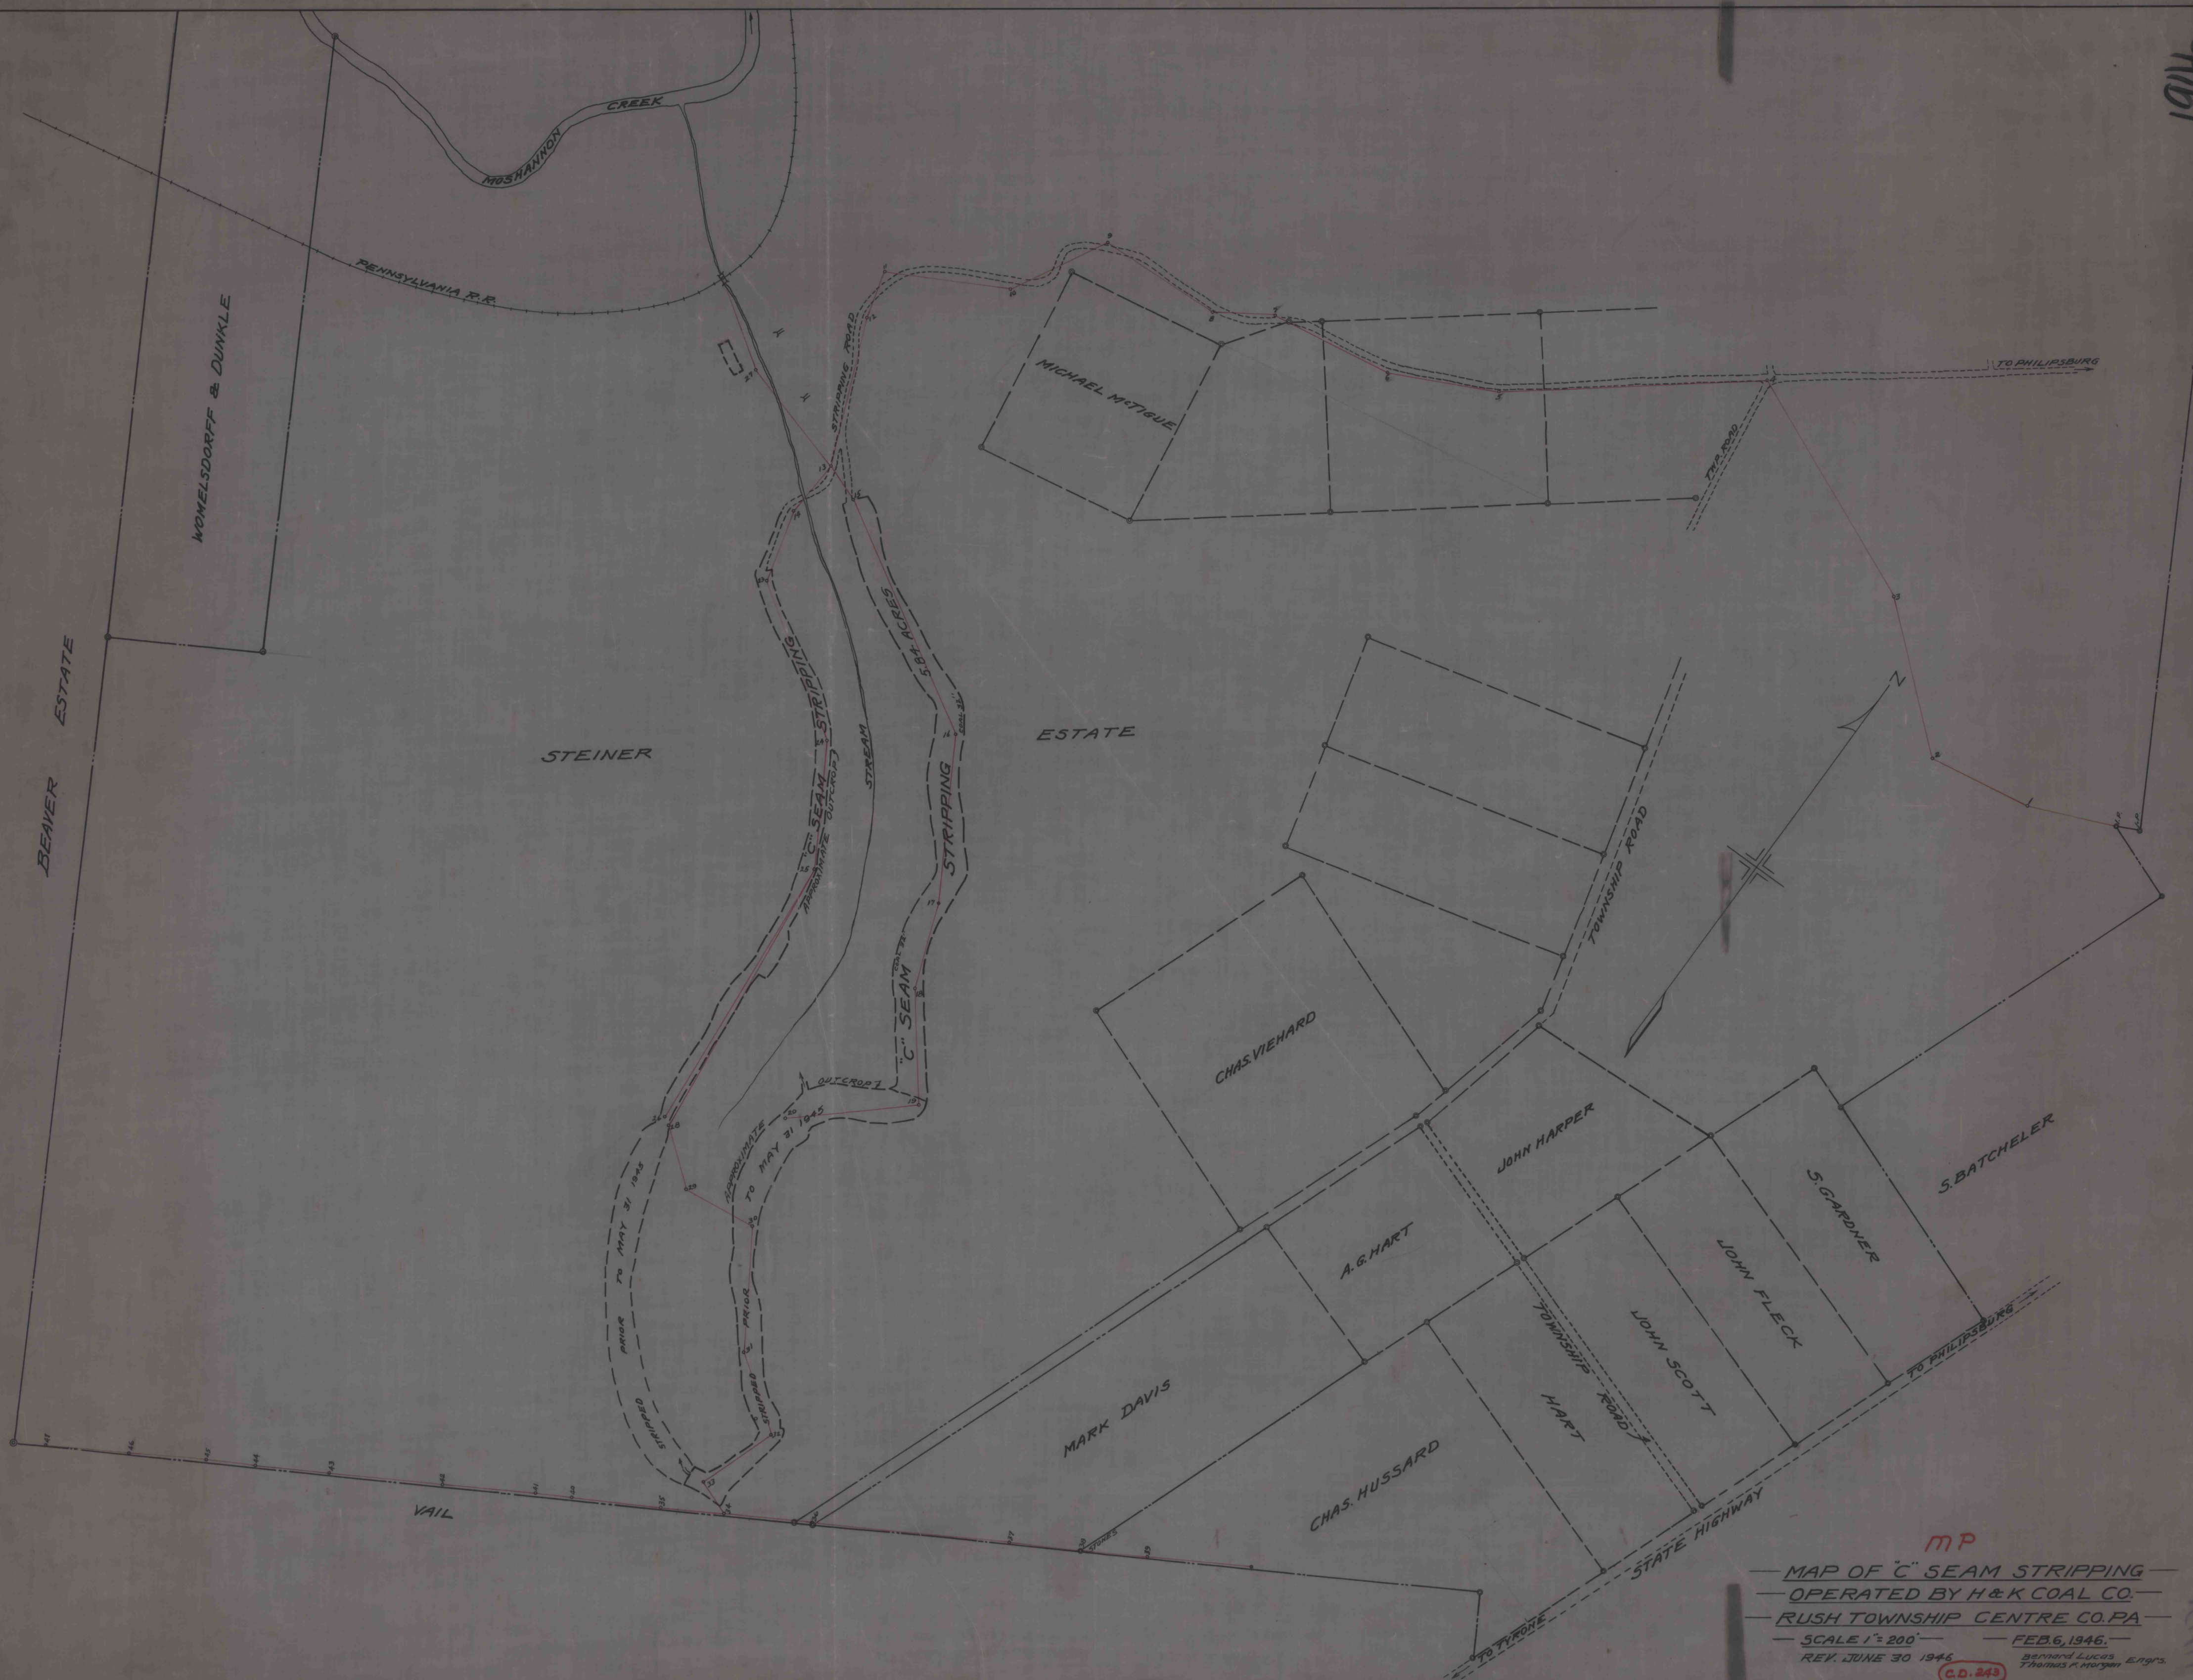 1946
CREEK
MOSHANNON
PENNSYLVANIA R.R.
WOMELSDORFF & DUNKLE
STRIPPING ROAD
MICHAEL McTIGUE
TO PHILIPSBURG
TWP. ROAD
BEAVER ESTATE
STEINER
ESTATE
5.84 ACRES
"C" SEAM STRIPPING
APPROXIMATE OUTCROP
STREAM
"C" SEAM STRIPPING
TOWNSHIP ROAD
N
CHAS. VIEHARD
OUTCROP
APPROXIMATE
STRIPPED PRIOR TO MAY 31 1945
STRIPPED PRIOR TO MAY 31 1945
JOHN HARPER
S. BATCHELER
S. GARDNER
A.G. HART
JOHN FLECK
JOHN SCOTT
TOWNSHIP ROAD
HART
MARK DAVIS
CHAS. HUSSARD
TO PHILIPSBURG
STATE HIGHWAY
TO TYRONE
VAIL
STONES
MP
MAP OF "C" SEAM STRIPPING
OPERATED BY H & K COAL CO.
RUSH TOWNSHIP CENTRE CO. PA
SCALE 1"=200' FEB. 6, 1946.
REV. JUNE 30 1946
Bernard Lucas
Thomas F. Morgan Engrs.
C.D. 243